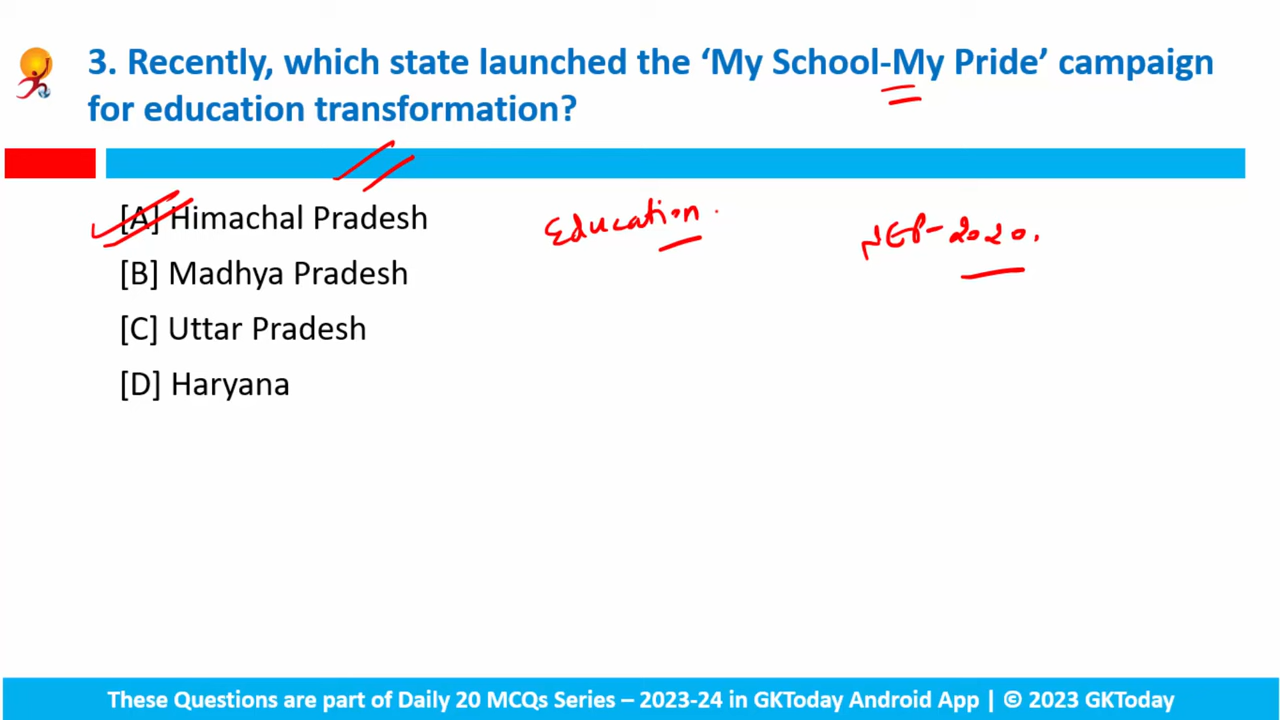 3. Recently, which state launched the ‘My School-My Pride’ campaign
for education transformation?
[A] Himachal Pradesh
Education.
NEP-2020.
[B] Madhya Pradesh
[C] Uttar Pradesh
[D] Haryana
These Questions are part of Daily 20 MCQs Series – 2023-24 in GKToday Android App | © 2023 GKToday